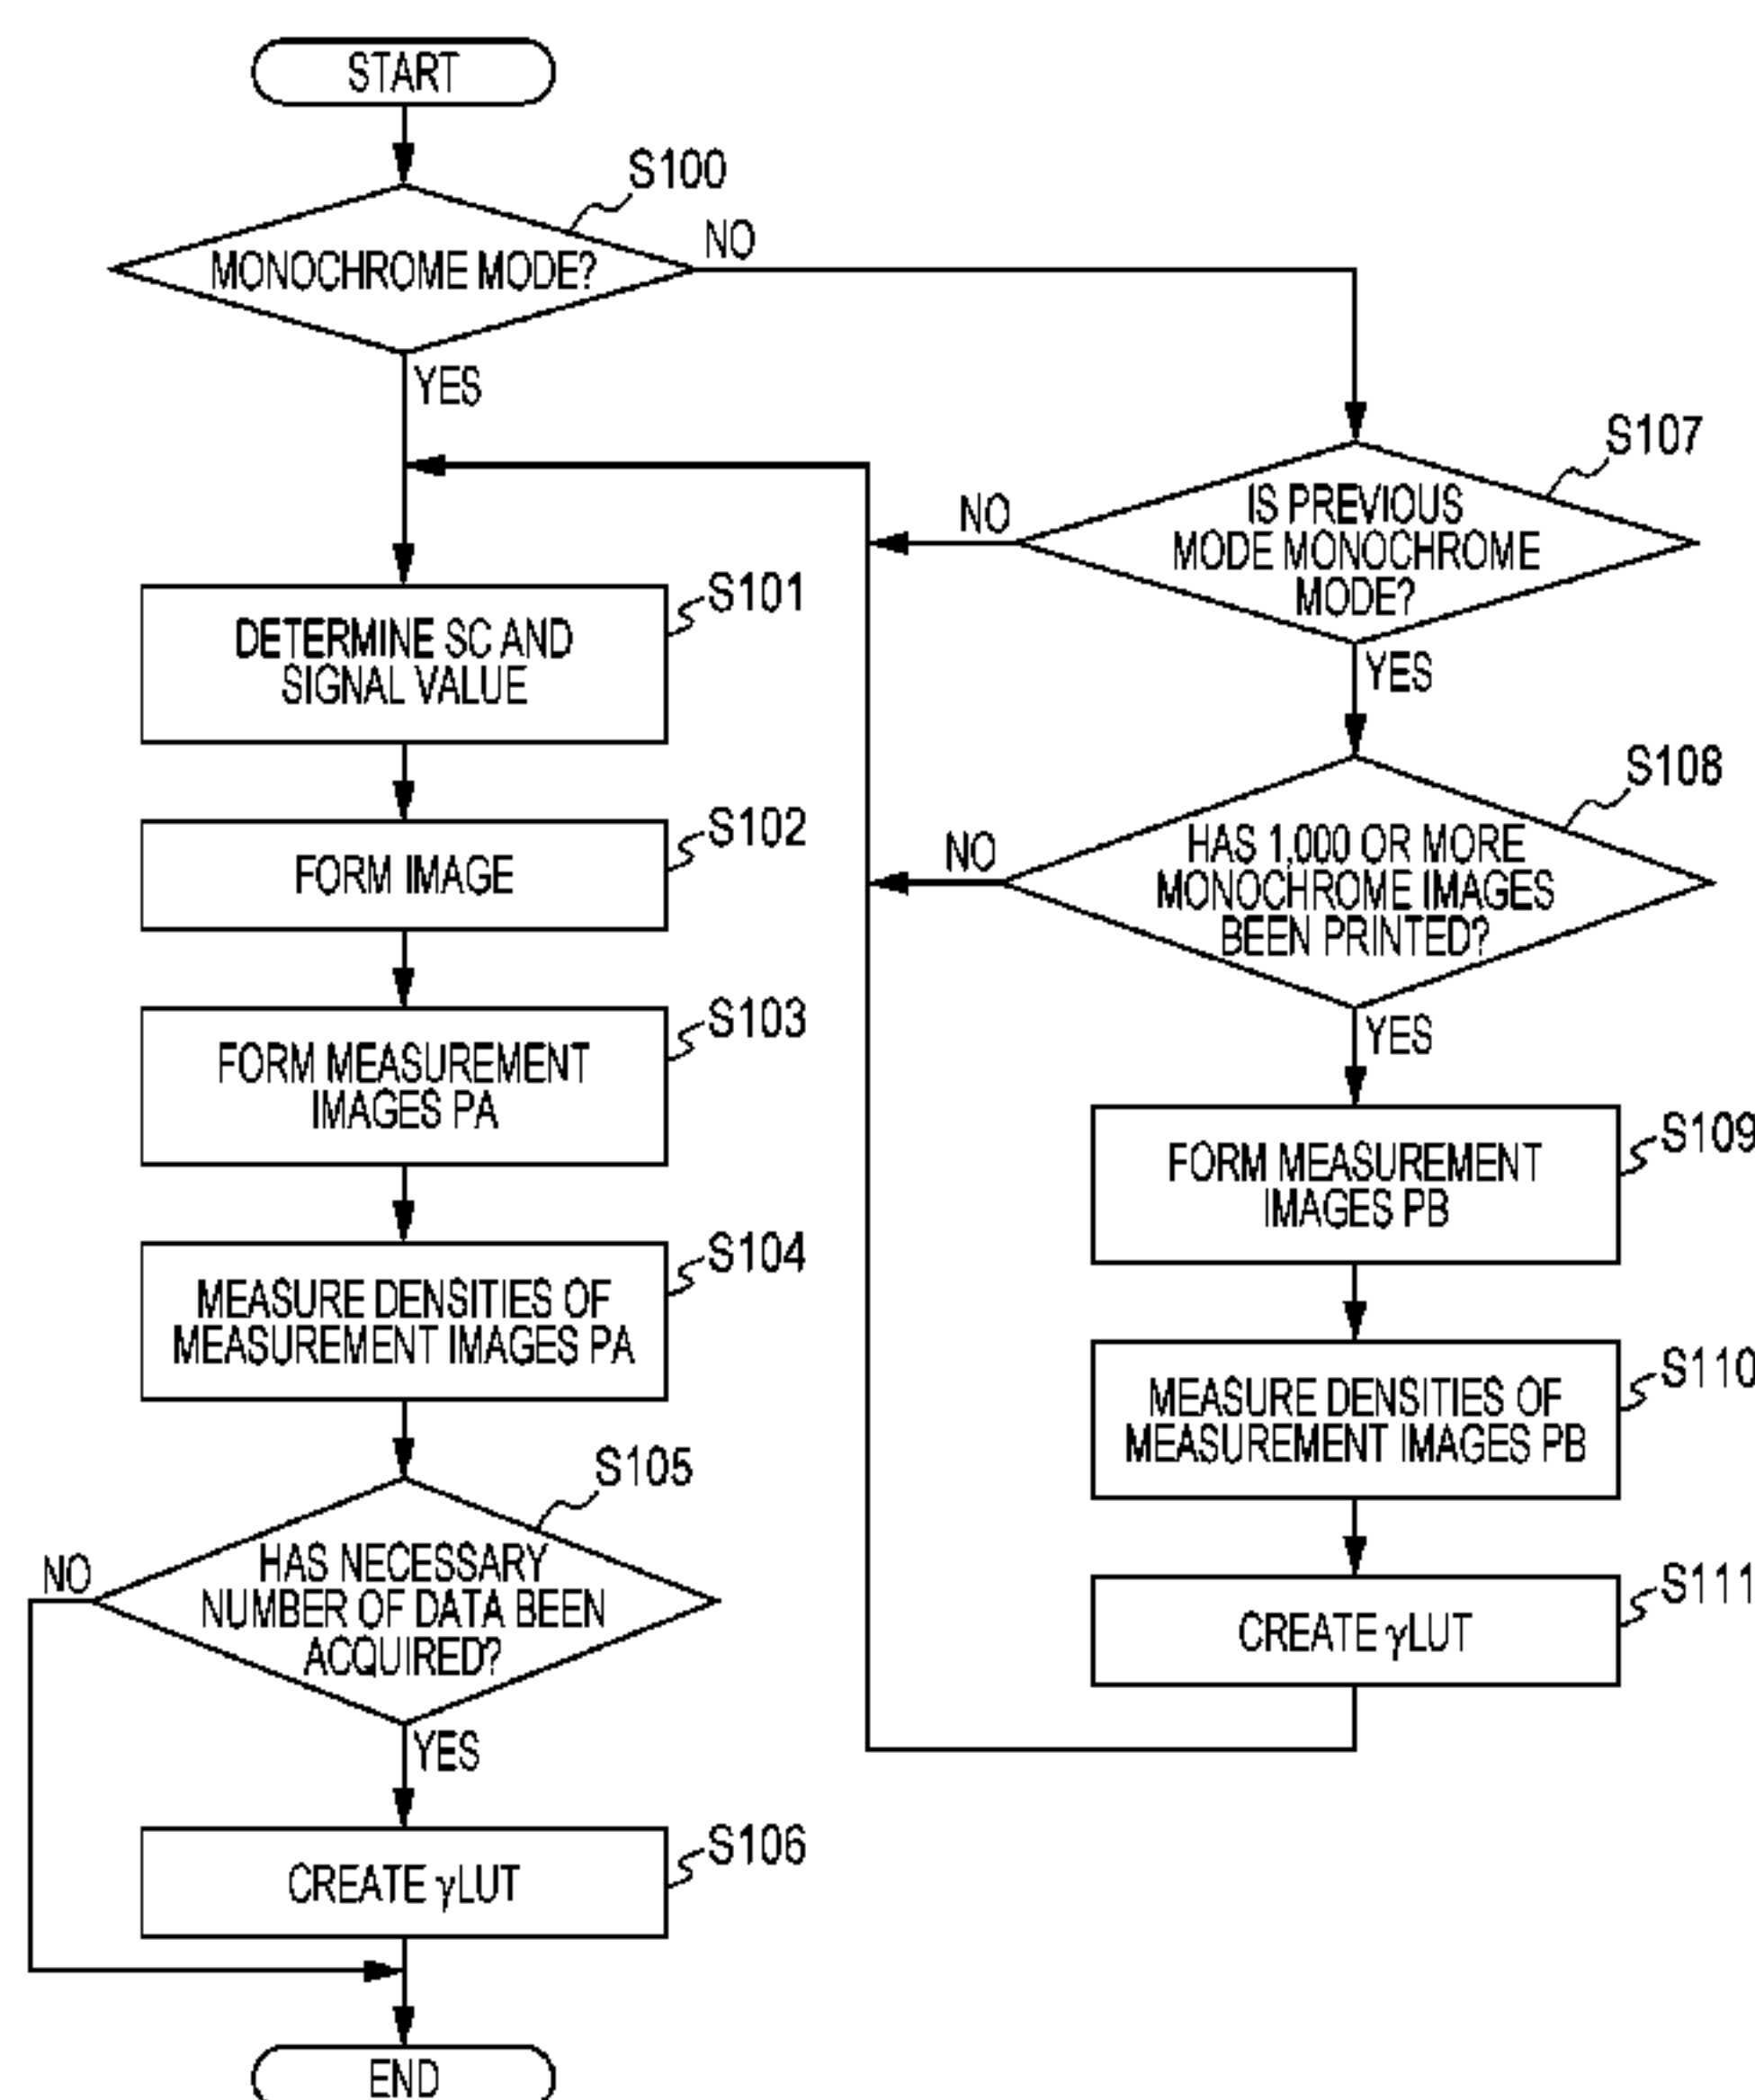 START
S100
MONOCHROME MODE?
NO
YES
S101
DETERMINE SC AND
SIGNAL VALUE
S102
FORM IMAGE
S103
FORM MEASUREMENT
IMAGES PA
S104
MEASURE DENSITIES OF
MEASUREMENT IMAGES PA
S105
HAS NECESSARY
NUMBER OF DATA BEEN
ACQUIRED?
NO
YES
S106
CREATE γLUT
END
S107
IS PREVIOUS
MODE MONOCHROME
MODE?
NO
YES
S108
HAS 1,000 OR MORE
MONOCHROME IMAGES
BEEN PRINTED?
NO
YES
S109
FORM MEASUREMENT
IMAGES PB
S110
MEASURE DENSITIES OF
MEASUREMENT IMAGES PB
S111
CREATE γLUT